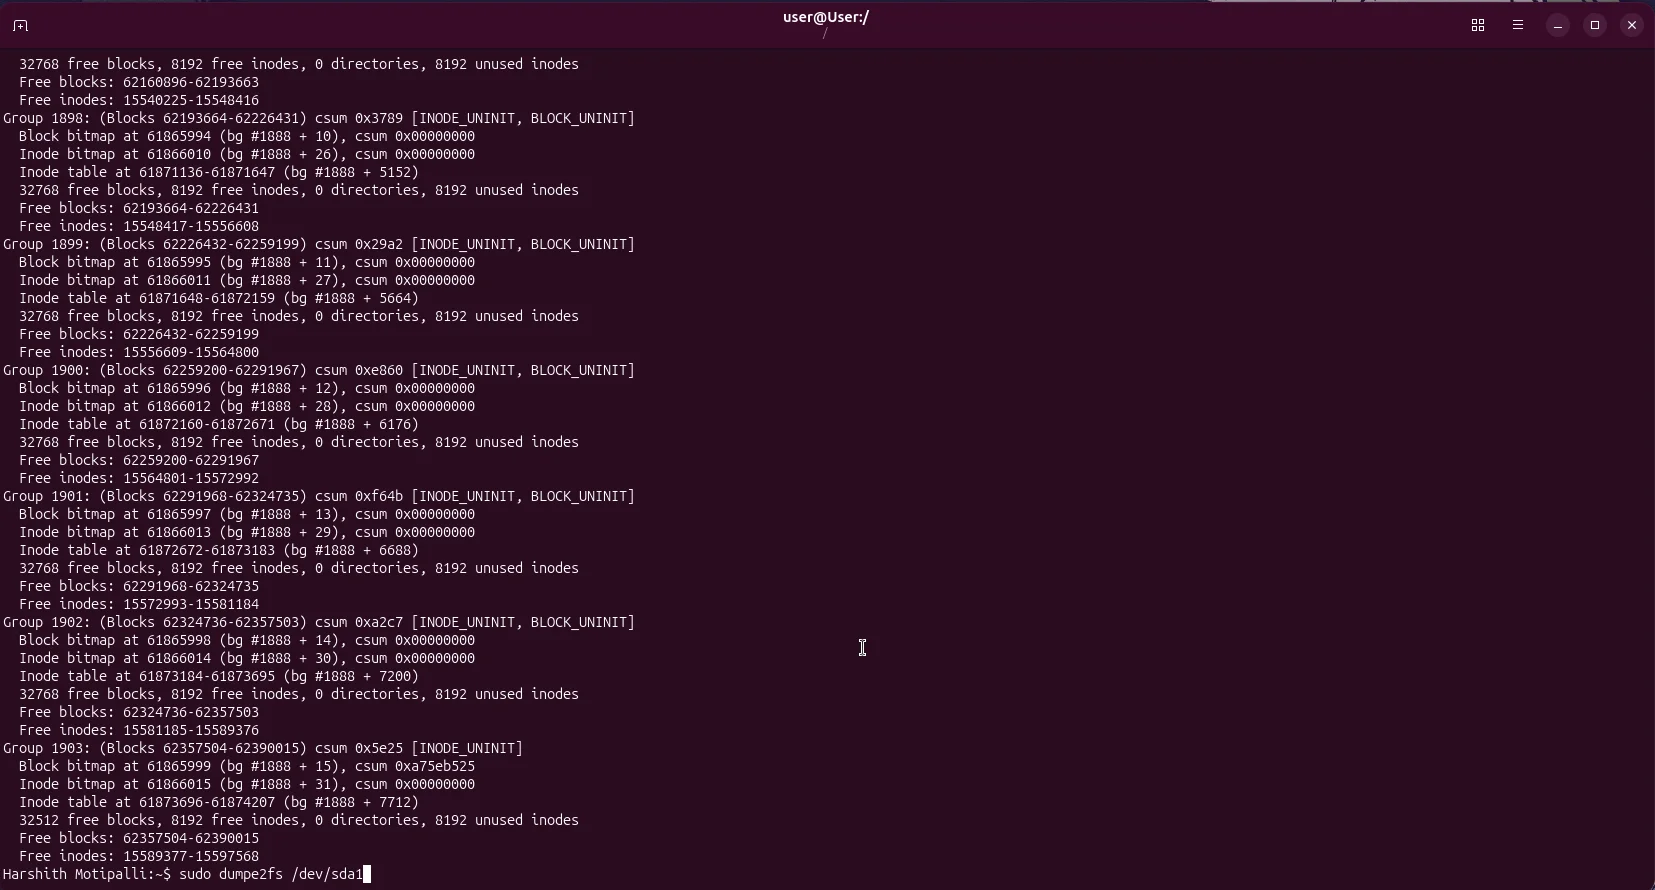 user@User:/
/
32768 free blocks, 8192 free inodes, 0 directories, 8192 unused inodes
Free blocks: 62160896-62193663
Free inodes: 15540225-15548416
Group 1898: (Blocks 62193664-62226431) csum 0x3789 [INODE_UNINIT, BLOCK_UNINIT]
Block bitmap at 61865994 (bg #1888 + 10), csum 0x00000000
Inode bitmap at 61866010 (bg #1888 + 26), csum 0x00000000
Inode table at 61871136-61871647 (bg #1888 + 5152)
32768 free blocks, 8192 free inodes, 0 directories, 8192 unused inodes
Free blocks: 62193664-62226431
Free inodes: 15548417-15556608
Group 1899: (Blocks 62226432-62259199) csum 0x29a2 [INODE_UNINIT, BLOCK_UNINIT]
Block bitmap at 61865995 (bg #1888 + 11), csum 0x00000000
Inode bitmap at 61866011 (bg #1888 + 27), csum 0x00000000
Inode table at 61871648-61872159 (bg #1888 + 5664)
32768 free blocks, 8192 free inodes, 0 directories, 8192 unused inodes
Free blocks: 62226432-62259199
Free inodes: 15556609-15564800
Group 1900: (Blocks 62259200-62291967) csum 0xe860 [INODE_UNINIT, BLOCK_UNINIT]
Block bitmap at 61865996 (bg #1888 + 12), csum 0x00000000
Inode bitmap at 61866012 (bg #1888 + 28), csum 0x00000000
Inode table at 61872160-61872671 (bg #1888 + 6176)
32768 free blocks, 8192 free inodes, 0 directories, 8192 unused inodes
Free blocks: 62259200-62291967
Free inodes: 15564801-15572992
Group 1901: (Blocks 62291968-62324735) csum 0xf64b [INODE_UNINIT, BLOCK_UNINIT]
Block bitmap at 61865997 (bg #1888 + 13), csum 0x00000000
Inode bitmap at 61866013 (bg #1888 + 29), csum 0x00000000
Inode table at 61872672-61873183 (bg #1888 + 6688)
32768 free blocks, 8192 free inodes, 0 directories, 8192 unused inodes
Free blocks: 62291968-62324735
Free inodes: 15572993-15581184
Group 1902: (Blocks 62324736-62357503) csum 0xa2c7 [INODE_UNINIT, BLOCK_UNINIT]
Block bitmap at 61865998 (bg #1888 + 14), csum 0x00000000
Inode bitmap at 61866014 (bg #1888 + 30), csum 0x00000000
Inode table at 61873184-61873695 (bg #1888 + 7200)
32768 free blocks, 8192 free inodes, 0 directories, 8192 unused inodes
Free blocks: 62324736-62357503
Free inodes: 15581185-15589376
Group 1903: (Blocks 62357504-62390015) csum 0x5e25 [INODE_UNINIT]
Block bitmap at 61865999 (bg #1888 + 15), csum 0xa75eb525
Inode bitmap at 61866015 (bg #1888 + 31), csum 0x00000000
Inode table at 61873696-61874207 (bg #1888 + 7712)
32512 free blocks, 8192 free inodes, 0 directories, 8192 unused inodes
Free blocks: 62357504-62390015
Free inodes: 15589377-15597568
Harshith Motipalli:~$ sudo dumpe2fs /dev/sda1